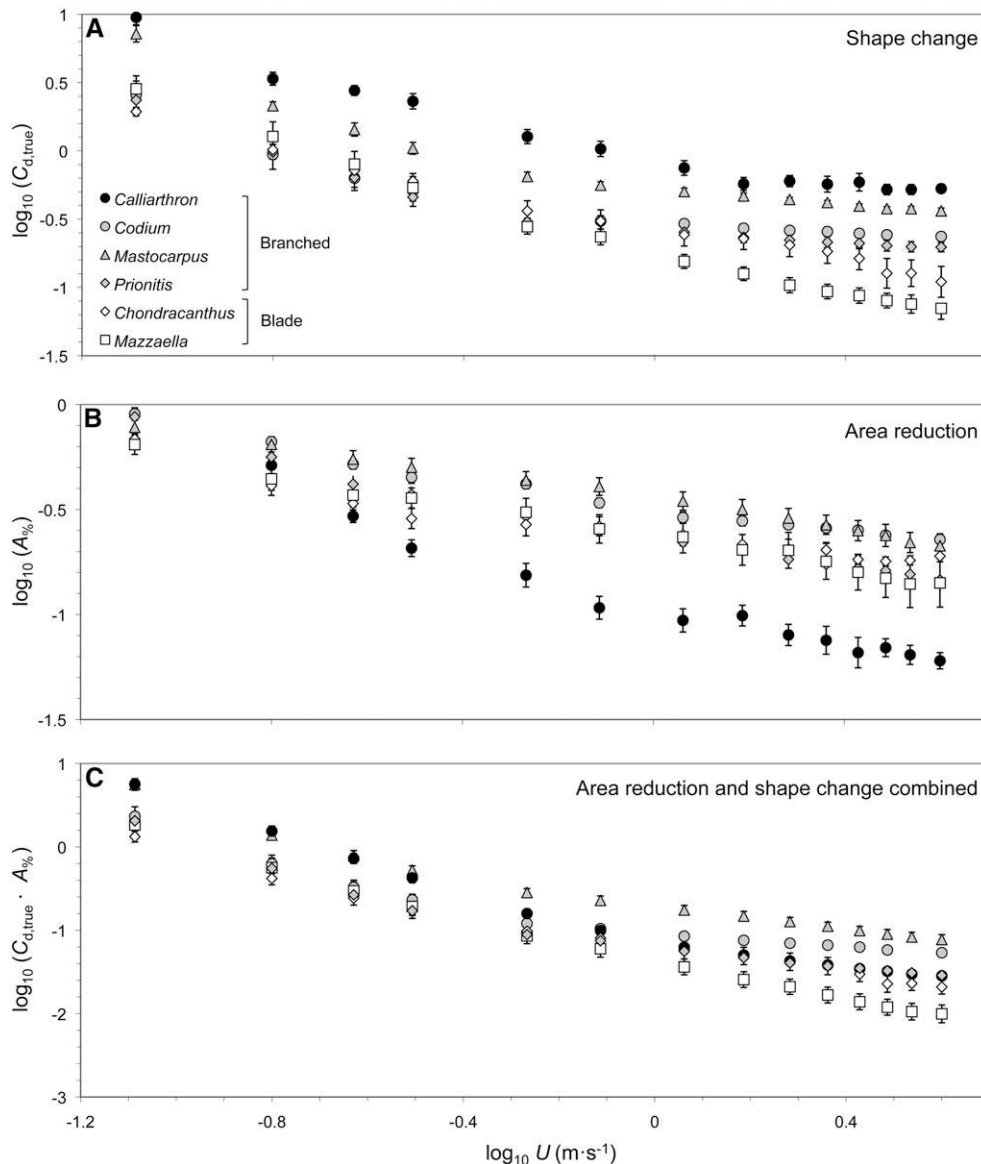 A
Shape change
1
0.5
0
-0.5
-1
-1.5
log10 (Cd,true)
Calliarthron
Codium
Mastocarpus
Prionitis
Chondracanthus
Mazzaella
Branched
Blade
B
Area reduction
0
-0.5
-1
-1.5
log10 (A%)
C
Area reduction and shape change combined
1
0
-1
-2
-3
log10 (Cd,true · A%)
-1.2
-0.8
-0.4
0
0.4
log10 U (m·s-1)